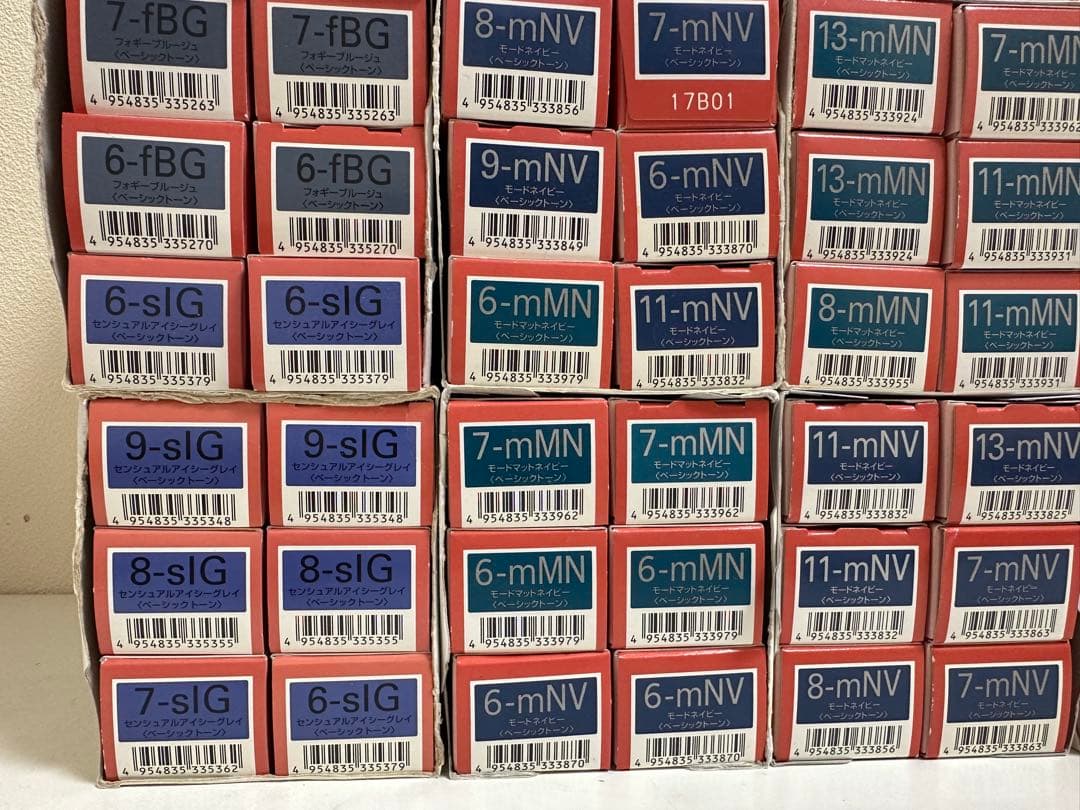 7-fBG
フォギーブルージュ
〈ベーシックトーン〉
4 954835 335263
7-fBG
フォギーブルージュ
〈ベーシックトーン〉
4 954835 335263
8-mNV
モードネイビー
〈ベーシックトーン〉
4 954835 333856
7-mNV
モードネイビー
〈ベーシックトーン〉
17B01
13-mMN
モードマットネイビー
〈ベーシックトーン〉
4 954835 333924
7-mMN
モードマットネイビー
〈ベーシックトーン〉
4 954835 333962
6-fBG
フォギーブルージュ
〈ベーシックトーン〉
4 954835 335270
6-fBG
フォギーブルージュ
〈ベーシックトーン〉
4 954835 335270
9-mNV
モードネイビー
〈ベーシックトーン〉
4 954835 333849
6-mNV
モードネイビー
〈ベーシックトーン〉
4 954835 333870
13-mMN
モードマットネイビー
〈ベーシックトーン〉
4 954835 333924
11-mMN
モードマットネイビー
〈ベーシックトーン〉
4 954835 333931
6-sIG
センシュアルアイシーグレイ
〈ベーシックトーン〉
4 954835 335379
6-sIG
センシュアルアイシーグレイ
〈ベーシックトーン〉
4 954835 335379
6-mMN
モードマットネイビー
〈ベーシックトーン〉
4 954835 333979
11-mNV
モードネイビー
〈ベーシックトーン〉
4 954835 333832
8-mMN
モードマットネイビー
〈ベーシックトーン〉
4 954835 333955
11-mMN
モードマットネイビー
〈ベーシックトーン〉
4 954835 333931
9-sIG
センシュアルアイシーグレイ
〈ベーシックトーン〉
4 954835 335348
9-sIG
センシュアルアイシーグレイ
〈ベーシックトーン〉
4 954835 335348
7-mMN
モードマットネイビー
〈ベーシックトーン〉
4 954835 333962
7-mMN
モードマットネイビー
〈ベーシックトーン〉
4 954835 333962
11-mNV
モードネイビー
〈ベーシックトーン〉
4 954835 333832
13-mNV
モードネイビー
〈ベーシックトーン〉
4 954835 333825
8-sIG
センシュアルアイシーグレイ
〈ベーシックトーン〉
4 954835 335355
8-sIG
センシュアルアイシーグレイ
〈ベーシックトーン〉
4 954835 335355
6-mMN
モードマットネイビー
〈ベーシックトーン〉
4 954835 333979
6-mMN
モードマットネイビー
〈ベーシックトーン〉
4 954835 333979
11-mNV
モードネイビー
〈ベーシックトーン〉
4 954835 333832
7-mNV
モードネイビー
〈ベーシックトーン〉
4 954835 333863
7-sIG
センシュアルアイシーグレイ
〈ベーシックトーン〉
4 954835 335362
6-sIG
センシュアルアイシーグレイ
〈ベーシックトーン〉
4 954835 335379
6-mNV
モードネイビー
〈ベーシックトーン〉
4 954835 333870
6-mNV
モードネイビー
〈ベーシックトーン〉
4 954835 333870
8-mNV
モードネイビー
〈ベーシックトーン〉
4 954835 333856
7-mNV
モードネイビー
〈ベーシックトーン〉
4 954835 333863